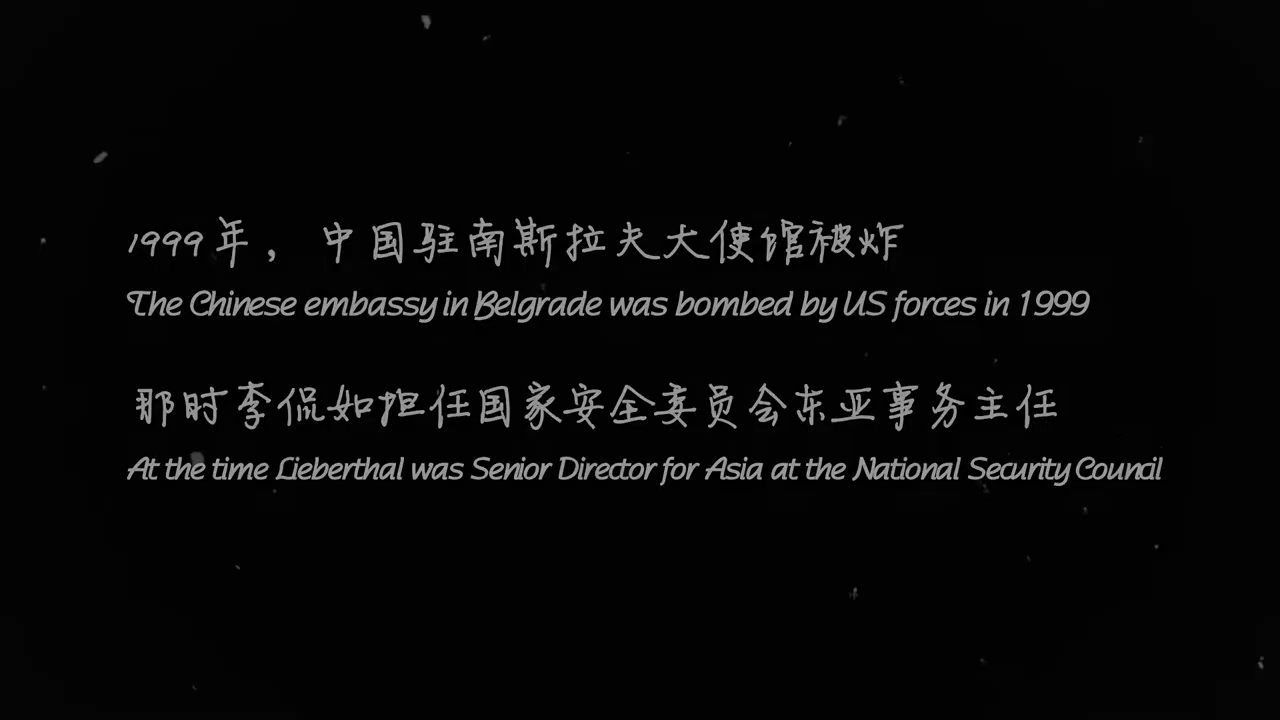 1999年，中国驻南斯拉夫大使馆被炸
The Chinese embassy in Belgrade was bombed by US forces in 1999
那时李侃如担任国家安全委员会东亚事务主任
At the time Lieberthal was Senior Director for Asia at the National Security Council